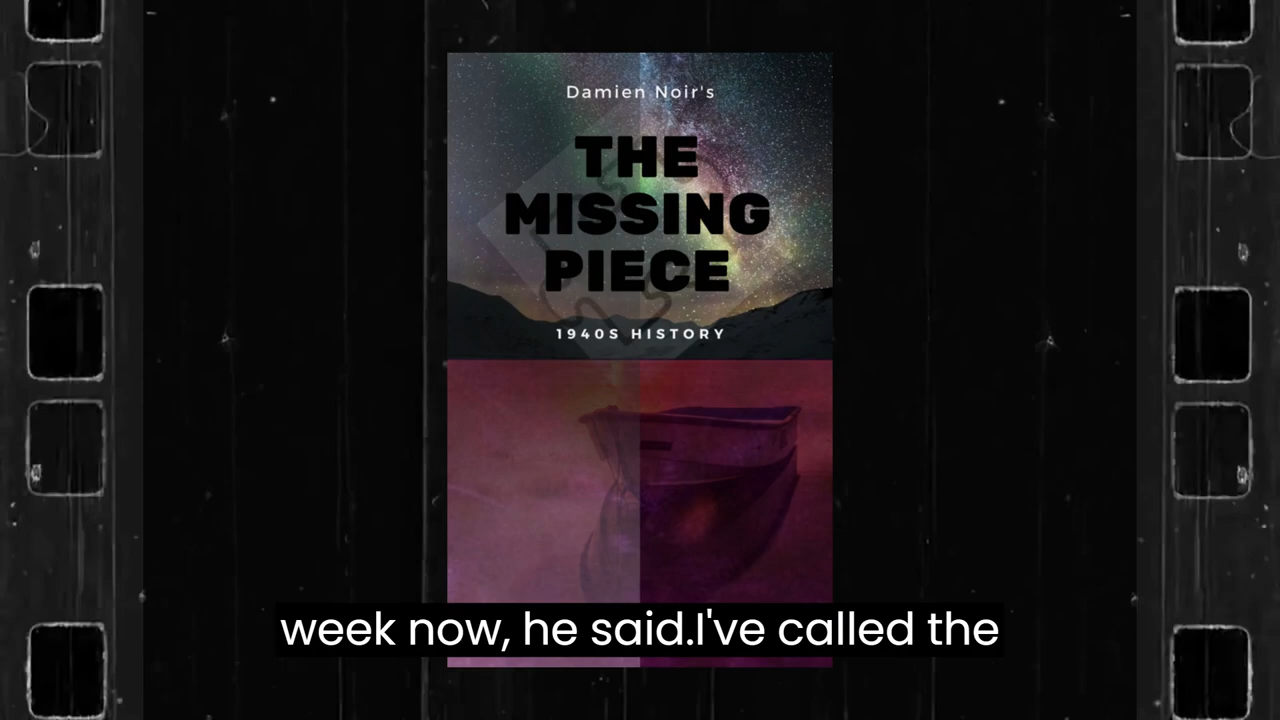 Damien Noir's
THE
MISSING
PIECE
1940S HISTORY
week now, he said.I've called the